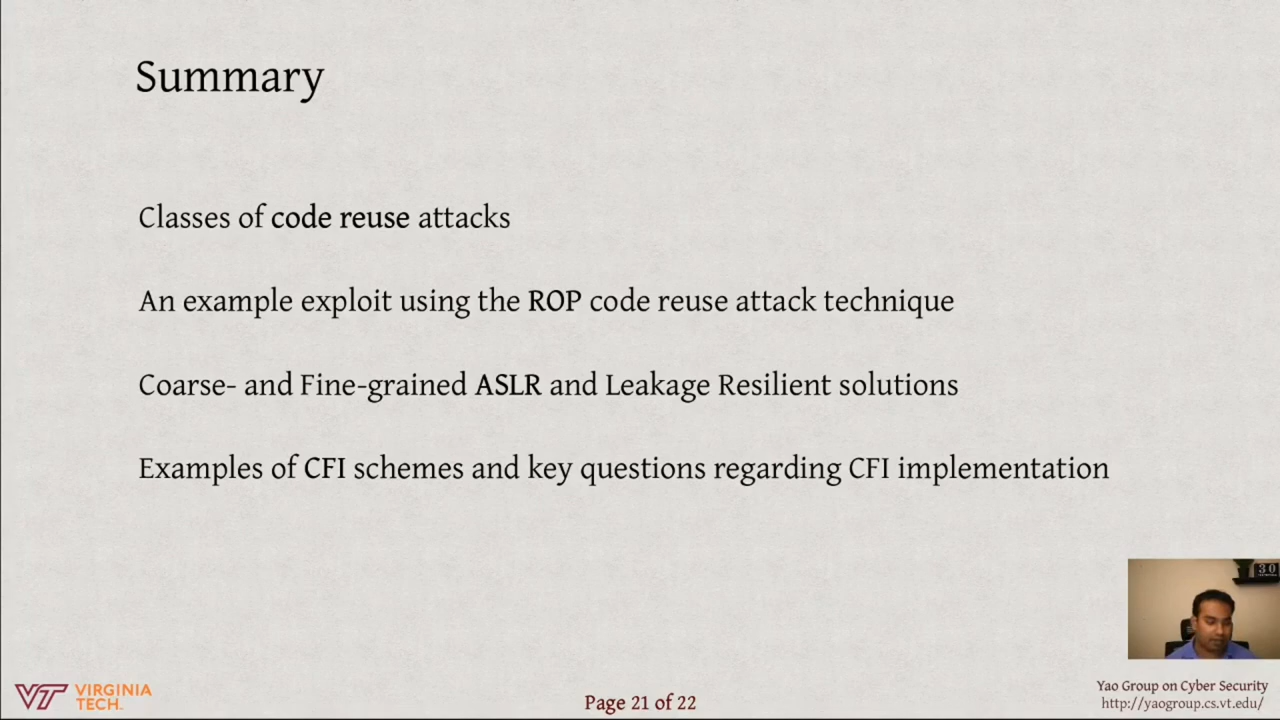 Summary
Classes of code reuse attacks
An example exploit using the ROP code reuse attack technique
Coarse- and Fine-grained ASLR and Leakage Resilient solutions
Examples of CFI schemes and key questions regarding CFI implementation
30
VT VIRGINIA
TECH.
Page 21 of 22
Yao Group on Cyber Security
http://yaogroup.cs.vt.edu/